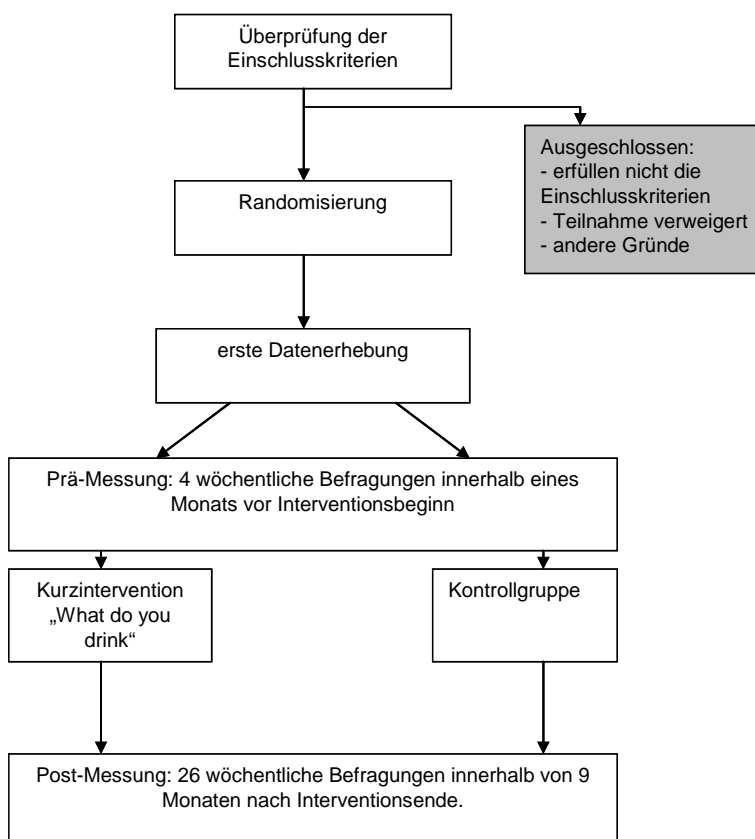 Überprüfung der
Einschlusskriterien
Ausgeschlossen:
- erfüllen nicht die
Einschlusskriterien
- Teilnahme verweigert
- andere Gründe
Randomisierung
erste Datenerhebung
Prä-Messung: 4 wöchentliche Befragungen innerhalb eines
Monats vor Interventionsbeginn
Kurzintervention
„What do you
drink“
Kontrollgruppe
Post-Messung: 26 wöchentliche Befragungen innerhalb von 9
Monaten nach Interventionsende.